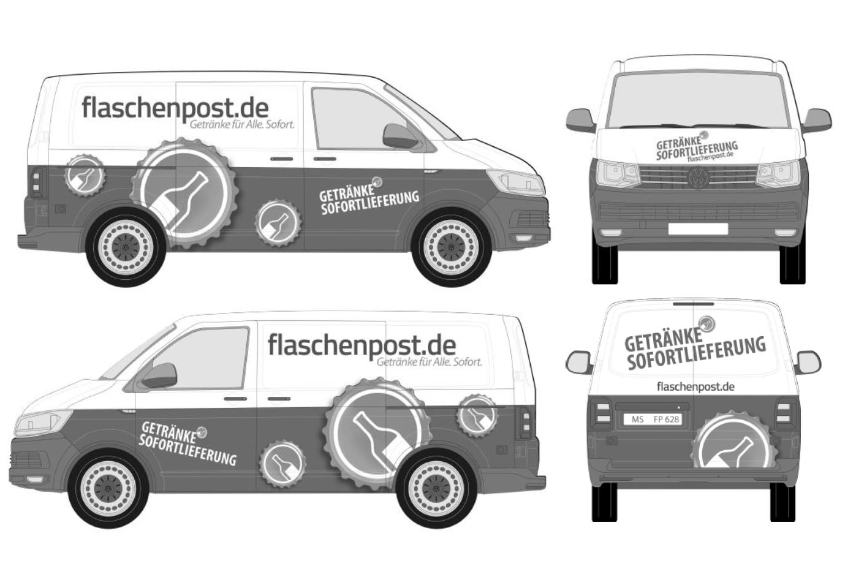 flaschenpost.de
Getränke für Alle. Sofort.
GETRÄNKE
SOFORTLIEFERUNG
GETRÄNKE
SOFORTLIEFERUNG
flaschenpost.de
flaschenpost.de
Getränke für Alle. Sofort.
GETRÄNKE
SOFORTLIEFERUNG
GETRÄNKE
SOFORTLIEFERUNG
flaschenpost.de
MS FP 628